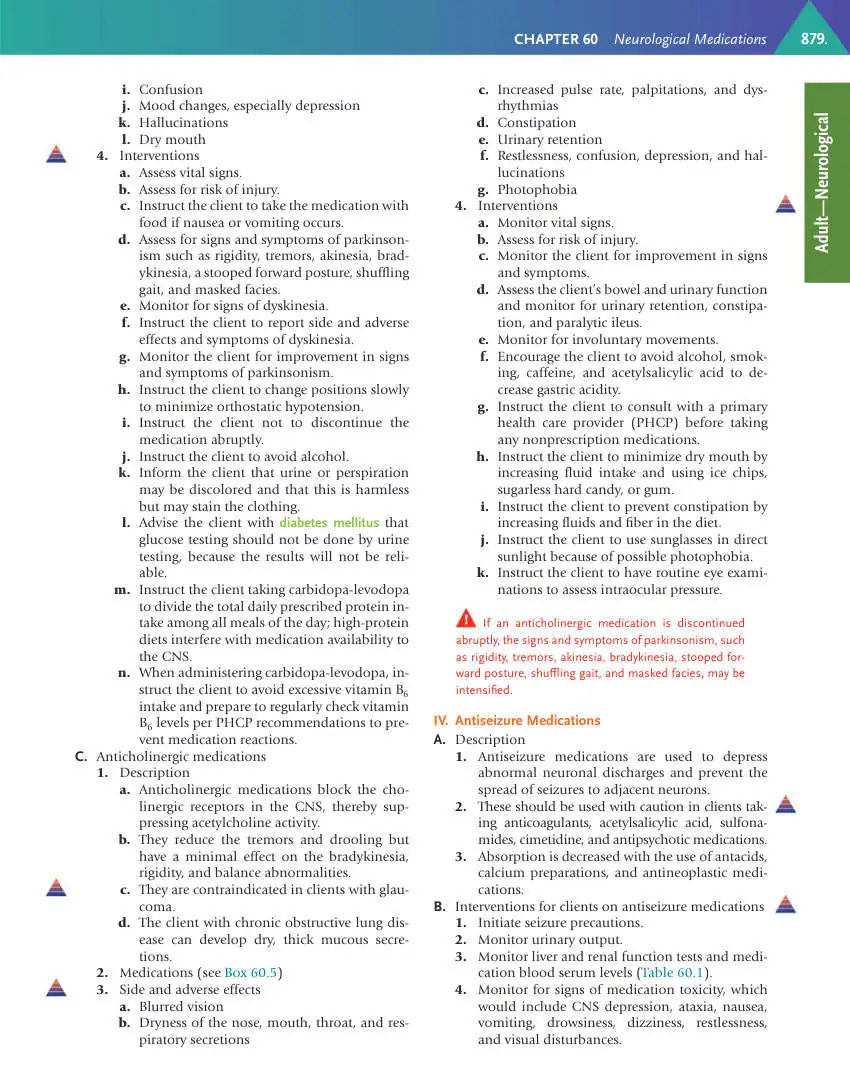 CHAPTER 60 Neurological Medications 879.
i. Confusion
j. Mood changes, especially depression
k. Hallucinations
l. Dry mouth
4. Interventions
a. Assess vital signs.
b. Assess for risk of injury.
c. Instruct the client to take the medication with
food if nausea or vomiting occurs.
d. Assess for signs and symptoms of parkinson-
ism such as rigidity, tremors, akinesia, brad-
ykinesia, a stooped forward posture, shuffling
gait, and masked facies.
e. Monitor for signs of dyskinesia.
f. Instruct the client to report side and adverse
effects and symptoms of dyskinesia.
g. Monitor the client for improvement in signs
and symptoms of parkinsonism.
h. Instruct the client to change positions slowly
to minimize orthostatic hypotension.
i. Instruct the client not to discontinue the
medication abruptly.
j. Instruct the client to avoid alcohol.
k. Inform the client that urine or perspiration
may be discolored and that this is harmless
but may stain the clothing.
l. Advise the client with diabetes mellitus that
glucose testing should not be done by urine
testing, because the results will not be reli-
able.
m. Instruct the client taking carbidopa-levodopa
to divide the total daily prescribed protein in-
take among all meals of the day; high-protein
diets interfere with medication availability to
the CNS.
n. When administering carbidopa-levodopa, in-
struct the client to avoid excessive vitamin B6
intake and prepare to regularly check vitamin
B6 levels per PHCP recommendations to pre-
vent medication reactions.
C. Anticholinergic medications
1. Description
a. Anticholinergic medications block the cho-
linergic receptors in the CNS, thereby sup-
pressing acetylcholine activity.
b. They reduce the tremors and drooling but
have a minimal effect on the bradykinesia,
rigidity, and balance abnormalities.
c. They are contraindicated in clients with glau-
coma.
d. The client with chronic obstructive lung dis-
ease can develop dry, thick mucous secre-
tions.
2. Medications (see Box 60.5)
3. Side and adverse effects
a. Blurred vision
b. Dryness of the nose, mouth, throat, and res-
piratory secretions
c. Increased pulse rate, palpitations, and dys-
rhythmias
d. Constipation
e. Urinary retention
f. Restlessness, confusion, depression, and hal-
lucinations
g. Photophobia
4. Interventions
a. Monitor vital signs.
b. Assess for risk of injury.
c. Monitor the client for improvement in signs
and symptoms.
d. Assess the client's bowel and urinary function
and monitor for urinary retention, constipa-
tion, and paralytic ileus.
e. Monitor for involuntary movements.
f. Encourage the client to avoid alcohol, smok-
ing, caffeine, and acetylsalicylic acid to de-
crease gastric acidity.
g. Instruct the client to consult with a primary
health care provider (PHCP) before taking
any nonprescription medications.
h. Instruct the client to minimize dry mouth by
increasing fluid intake and using ice chips,
sugarless hard candy, or gum.
i. Instruct the client to prevent constipation by
increasing fluids and fiber in the diet.
j. Instruct the client to use sunglasses in direct
sunlight because of possible photophobia.
k. Instruct the client to have routine eye exami-
nations to assess intraocular pressure.
! If an anticholinergic medication is discontinued
abruptly, the signs and symptoms of parkinsonism, such
as rigidity, tremors, akinesia, bradykinesia, stooped for-
ward posture, shuffling gait, and masked facies, may be
intensified.
IV. Antiseizure Medications
A. Description
1. Antiseizure medications are used to depress
abnormal neuronal discharges and prevent the
spread of seizures to adjacent neurons.
2. These should be used with caution in clients tak-
ing anticoagulants, acetylsalicylic acid, sulfona-
mides, cimetidine, and antipsychotic medications.
3. Absorption is decreased with the use of antacids,
calcium preparations, and antineoplastic medi-
cations.
B. Interventions for clients on antiseizure medications
1. Initiate seizure precautions.
2. Monitor urinary output.
3. Monitor liver and renal function tests and medi-
cation blood serum levels (Table 60.1).
4. Monitor for signs of medication toxicity, which
would include CNS depression, ataxia, nausea,
vomiting, drowsiness, dizziness, restlessness,
and visual disturbances.
Adult—Neurological